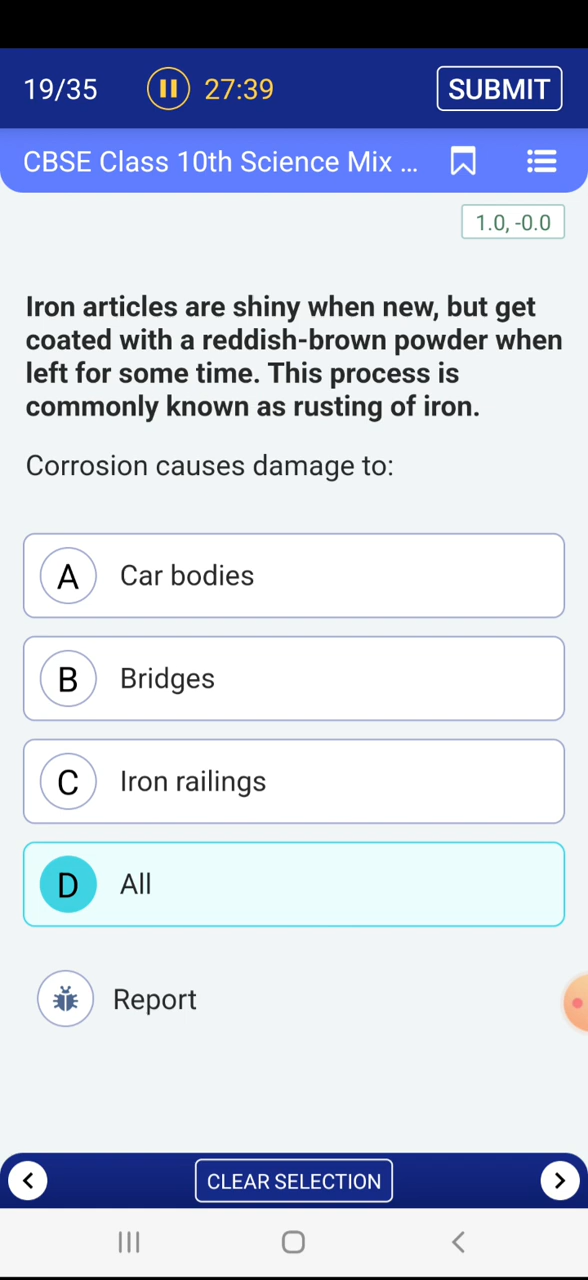 19/35 27:39 SUBMIT
CBSE Class 10th Science Mix ...
1.0, -0.0
Iron articles are shiny when new, but get
coated with a reddish-brown powder when
left for some time. This process is
commonly known as rusting of iron.
Corrosion causes damage to:
A Car bodies
B Bridges
C Iron railings
D All
Report
CLEAR SELECTION